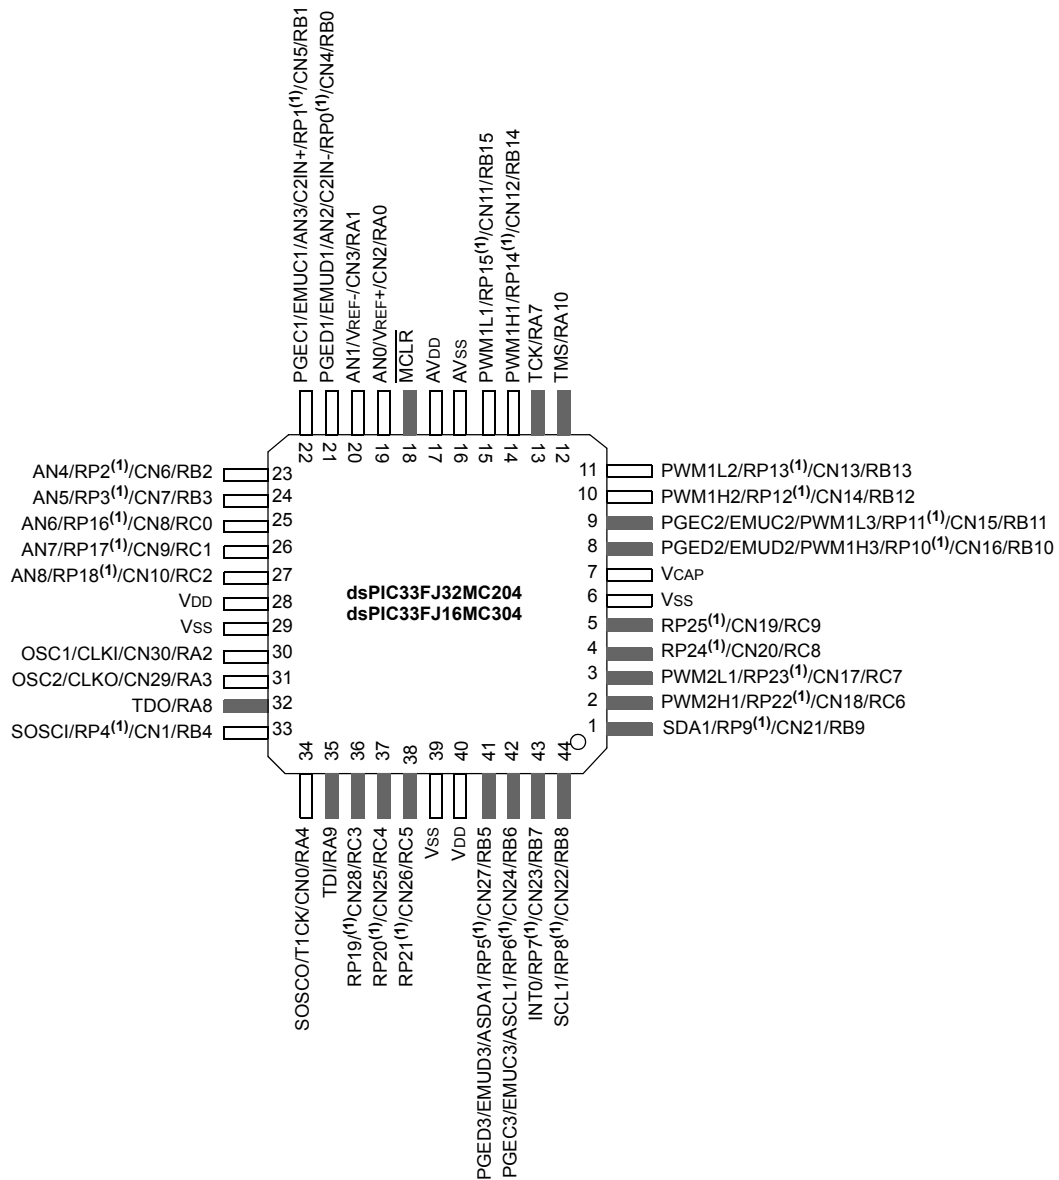 PGEC1/EMUC1/AN3/C2IN+/RP1(1)/CN5/RB1
PGED1/EMUD1/AN2/C2IN-/RP0(1)/CN4/RB0
AN1/VREF-/CN3/RA1
AN0/VREF+/CN2/RA0
MCLR
AVDD
AVSS
PWM1L1/RP15(1)/CN11/RB15
PWM1H1/RP14(1)/CN12/RB14
TCK/RA7
TMS/RA10
22
21
20
19
18
17
16
15
14
13
12
AN4/RP2(1)/CN6/RB2 23
AN5/RP3(1)/CN7/RB3 24
AN6/RP16(1)/CN8/RC0 25
AN7/RP17(1)/CN9/RC1 26
AN8/RP18(1)/CN10/RC2 27
VDD 28
VSS 29
OSC1/CLKI/CN30/RA2 30
OSC2/CLKO/CN29/RA3 31
TDO/RA8 32
SOSCI/RP4(1)/CN1/RB4 33
dsPIC33FJ32MC204
dsPIC33FJ16MC304
11 PWM1L2/RP13(1)/CN13/RB13
10 PWM1H2/RP12(1)/CN14/RB12
9 PGEC2/EMUC2/PWM1L3/RP11(1)/CN15/RB11
8 PGED2/EMUD2/PWM1H3/RP10(1)/CN16/RB10
7 VCAP
6 VSS
5 RP25(1)/CN19/RC9
4 RP24(1)/CN20/RC8
3 PWM2L1/RP23(1)/CN17/RC7
2 PWM2H1/RP22(1)/CN18/RC6
1 SDA1/RP9(1)/CN21/RB9
34
35
36
37
38
39
40
41
42
43
44
SOSCO/T1CK/CN0/RA4
TDI/RA9
RP19/(1)CN28/RC3
RP20(1)/CN25/RC4
RP21(1)/CN26/RC5
VSS
VDD
PGED3/EMUD3/ASDA1/RP5(1)/CN27/RB5
PGEC3/EMUC3/ASCL1/RP6(1)/CN24/RB6
INT0/RP7(1)/CN23/RB7
SCL1/RP8(1)/CN22/RB8